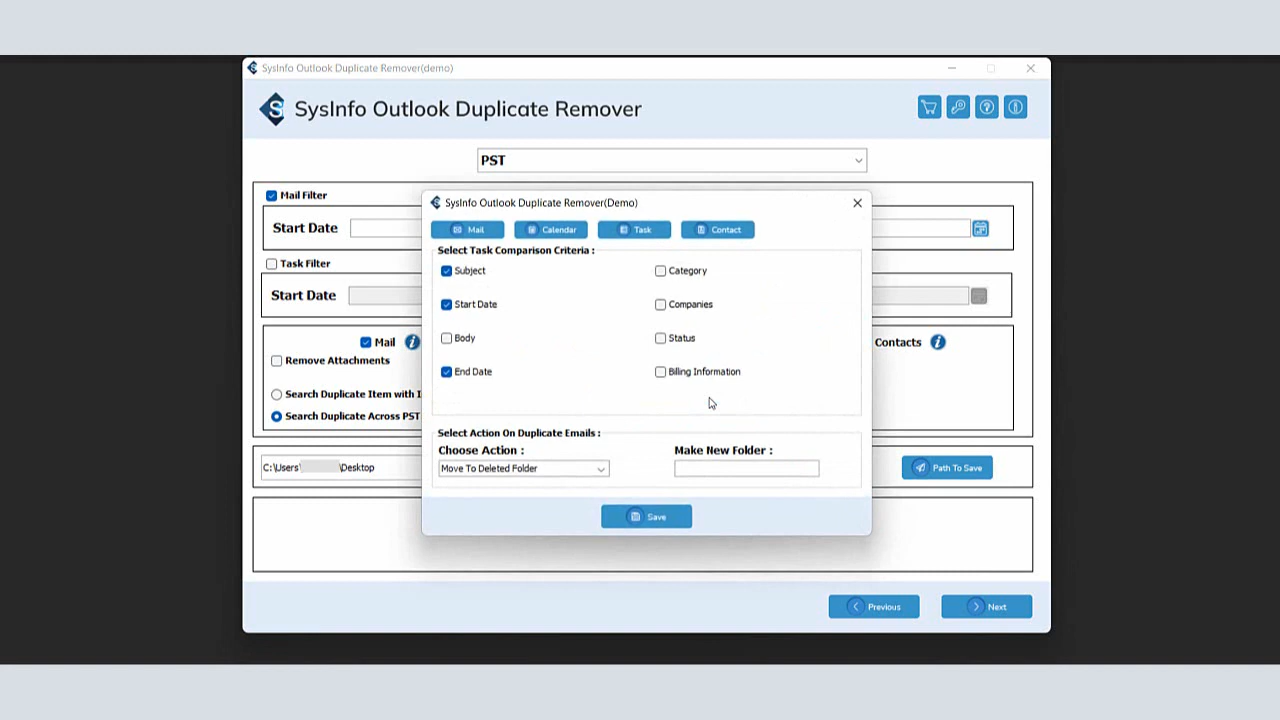 SysInfo Outlook Duplicate Remover(demo)
SysInfo Outlook Duplicate Remover
PST
Mail Filter
Start Date
Task Filter
Start Date
Mail
Contacts
Remove Attachments
Search Duplicate Item with I
Search Duplicate Across PST
C:\Users\ \Desktop
Path To Save
SysInfo Outlook Duplicate Remover(Demo)
Mail Calendar Task Contact
Select Task Comparison Criteria :
Subject Category
Start Date Companies
Body Status
End Date Billing Information
Select Action On Duplicate Emails :
Choose Action : Make New Folder :
Move To Deleted Folder
Save
Previous Next